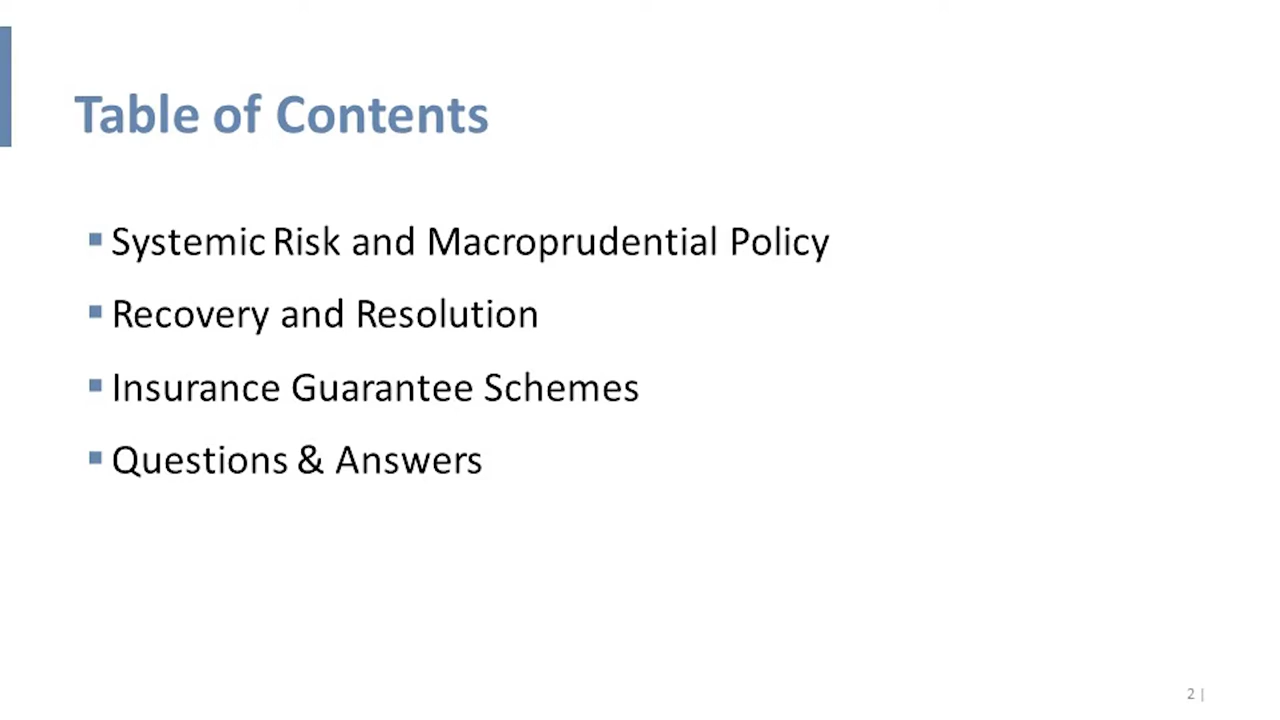 Table of Contents
▪ Systemic Risk and Macroprudential Policy
▪ Recovery and Resolution
▪ Insurance Guarantee Schemes
▪ Questions & Answers
2 |